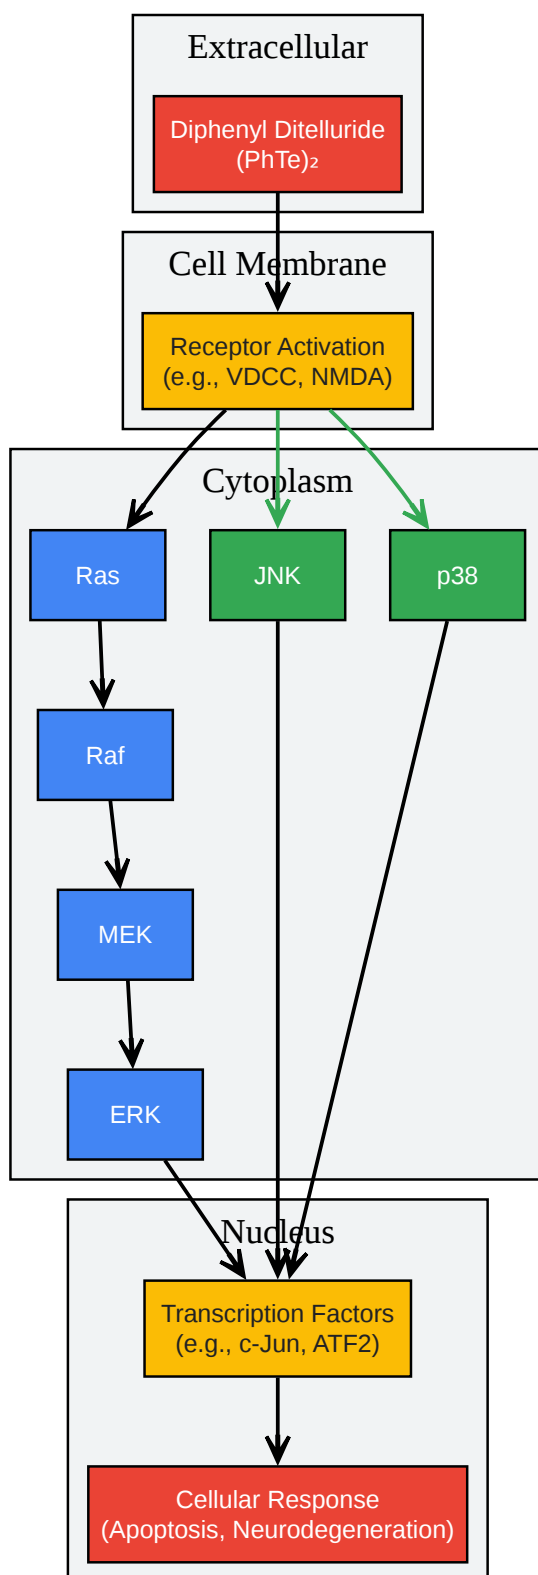 Extracellular
Diphenyl Ditelluride
(PhTe)₂
Cell Membrane
Receptor Activation
(e.g., VDCC, NMDA)
Cytoplasm
Ras
JNK
p38
Raf
MEK
ERK
Nucleus
Transcription Factors
(e.g., c-Jun, ATF2)
Cellular Response
(Apoptosis, Neurodegeneration)